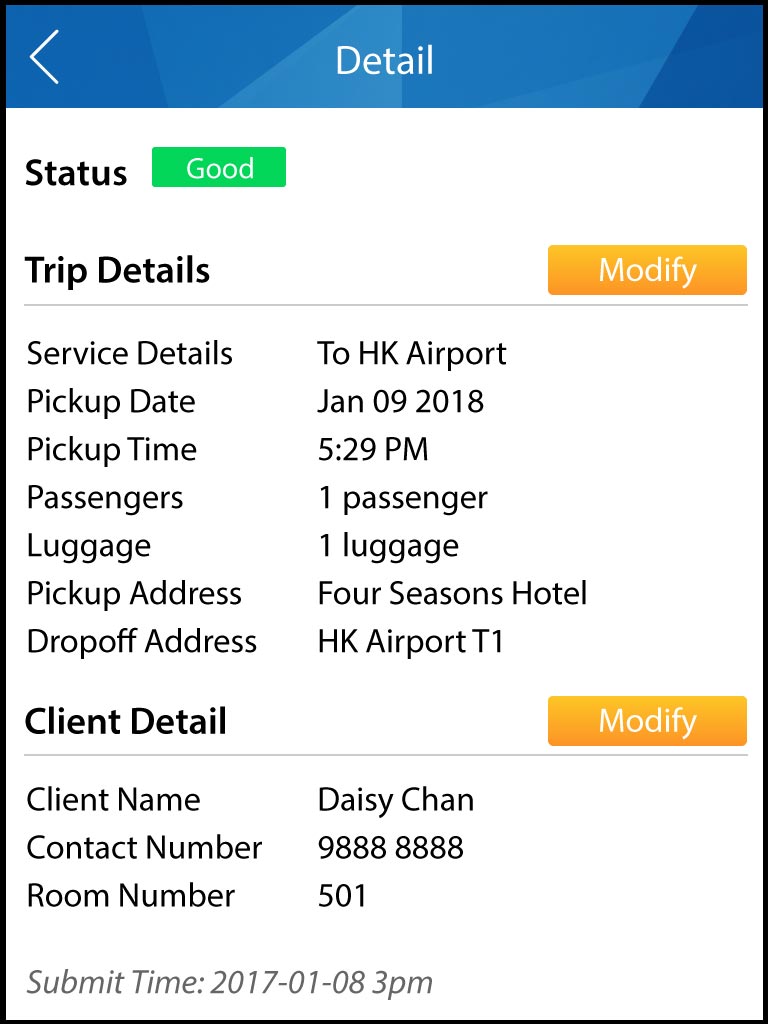 Detail
Status Good
Trip Details Modify
Service Details To HK Airport
Pickup Date Jan 09 2018
Pickup Time 5:29 PM
Passengers 1 passenger
Luggage 1 luggage
Pickup Address Four Seasons Hotel
Dropoff Address HK Airport T1
Client Detail Modify
Client Name Daisy Chan
Contact Number 9888 8888
Room Number 501
Submit Time: 2017-01-08 3pm